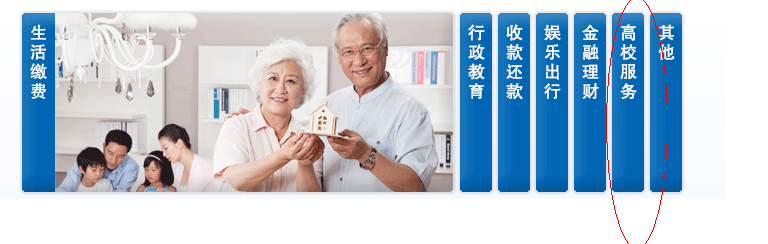 生活缴费
行政教育
收款还款
娱乐出行
金融理财
高校服务
其他